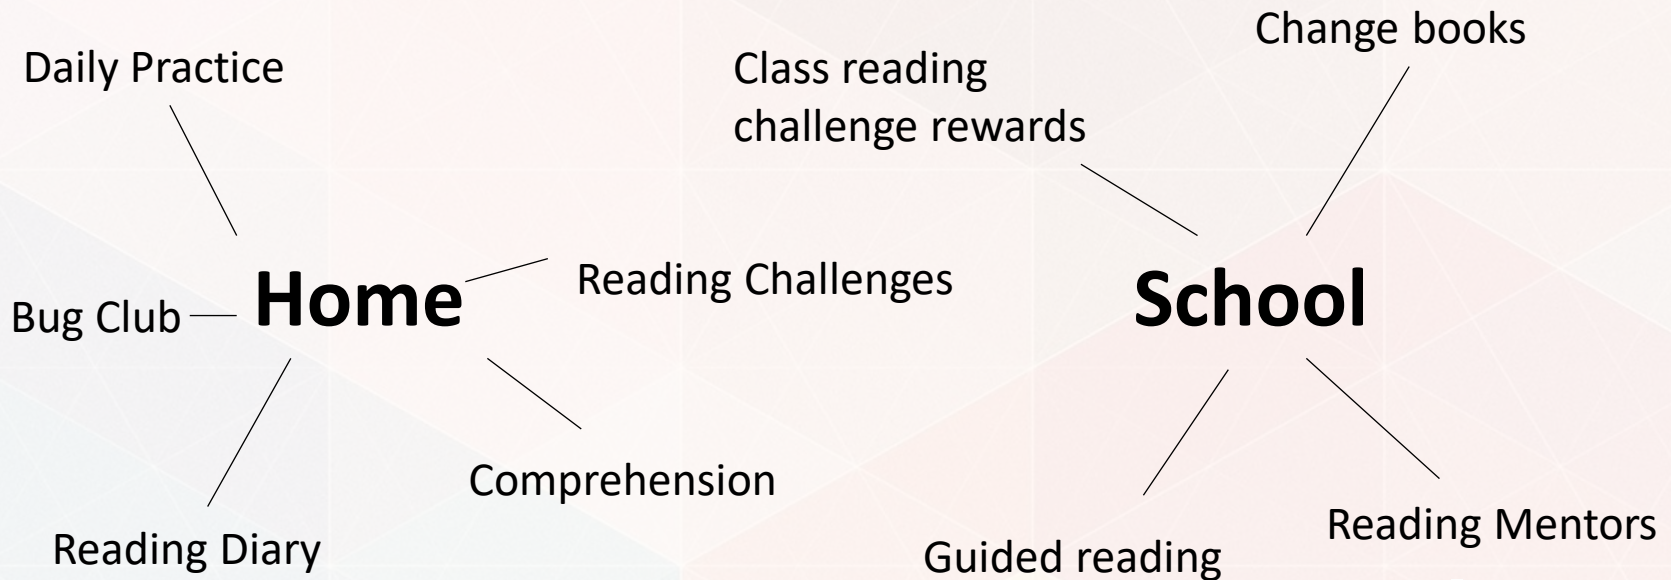 Daily Practice
Bug Club
Home
Reading Challenges
Reading Diary
Comprehension
Class reading
challenge rewards
Change books
School
Guided reading
Reading Mentors